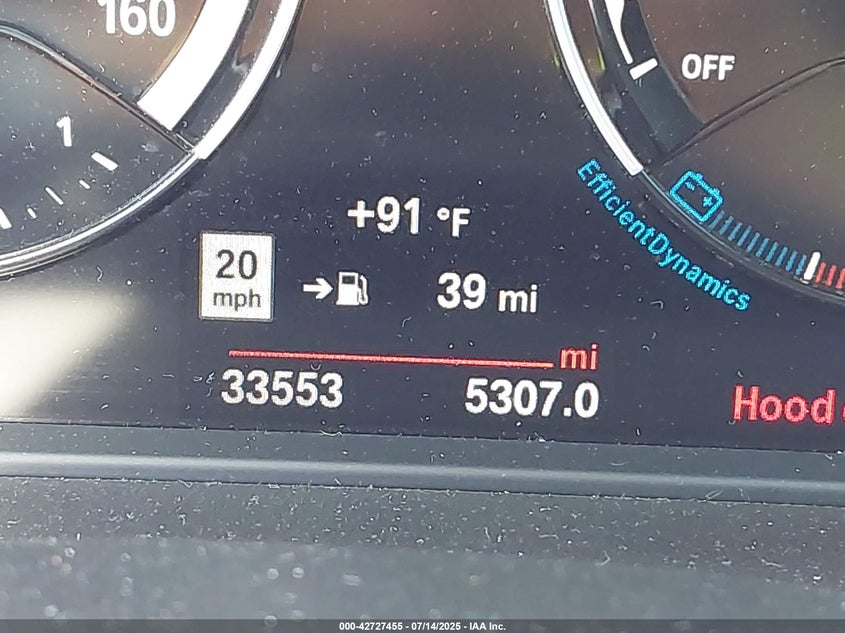 160
1
OFF
EfficientDynamics
+91 °F
20
mph
39 mi
mi
33553
5307.0
Hood
000-42727455 - 07/14/2025 - IAA Inc.